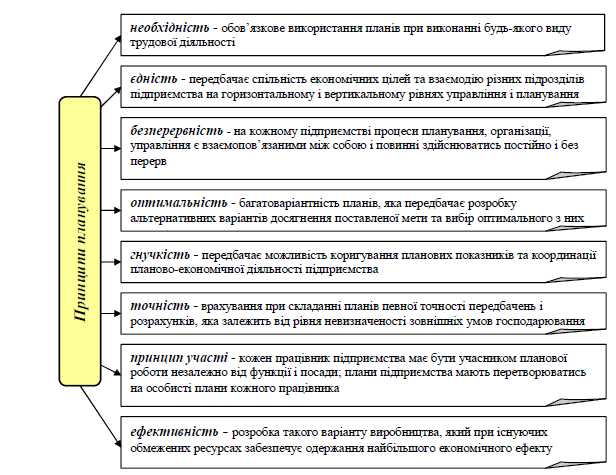 Принципи планування
необхідність - обов’язкове використання планів при виконанні будь-якого виду
трудової діяльності
єдність - передбачає спільність економічних цілей та взаємодію різних підрозділів
підприємства на горизонтальному і вертикальному рівнях управління і планування
безперервність - на кожному підприємстві процеси планування, організації,
управління є взаємопов’язаними між собою і повинні здійснюватись постійно і без
перерв
оптимальність - багатоваріантність планів, яка передбачає розробку
альтернативних варіантів досягнення поставленої мети та вибір оптимального з них
гнучкість - передбачає можливість коригування планових показників та координації
планово-економічної діяльності підприємства
точність - врахування при складанні планів певної точності передбачень і
розрахунків, яка залежить від рівня невизначеності зовнішніх умов господарювання
принцип участі - кожен працівник підприємства має бути учасником планової
роботи незалежно від функції і посади; плани підприємства мають перетворюватись
на особисті плани кожного працівника
ефективність - розробка такого варіанту виробництва, який при існуючих
обмежених ресурсах забезпечує одержання найбільшого економічного ефекту